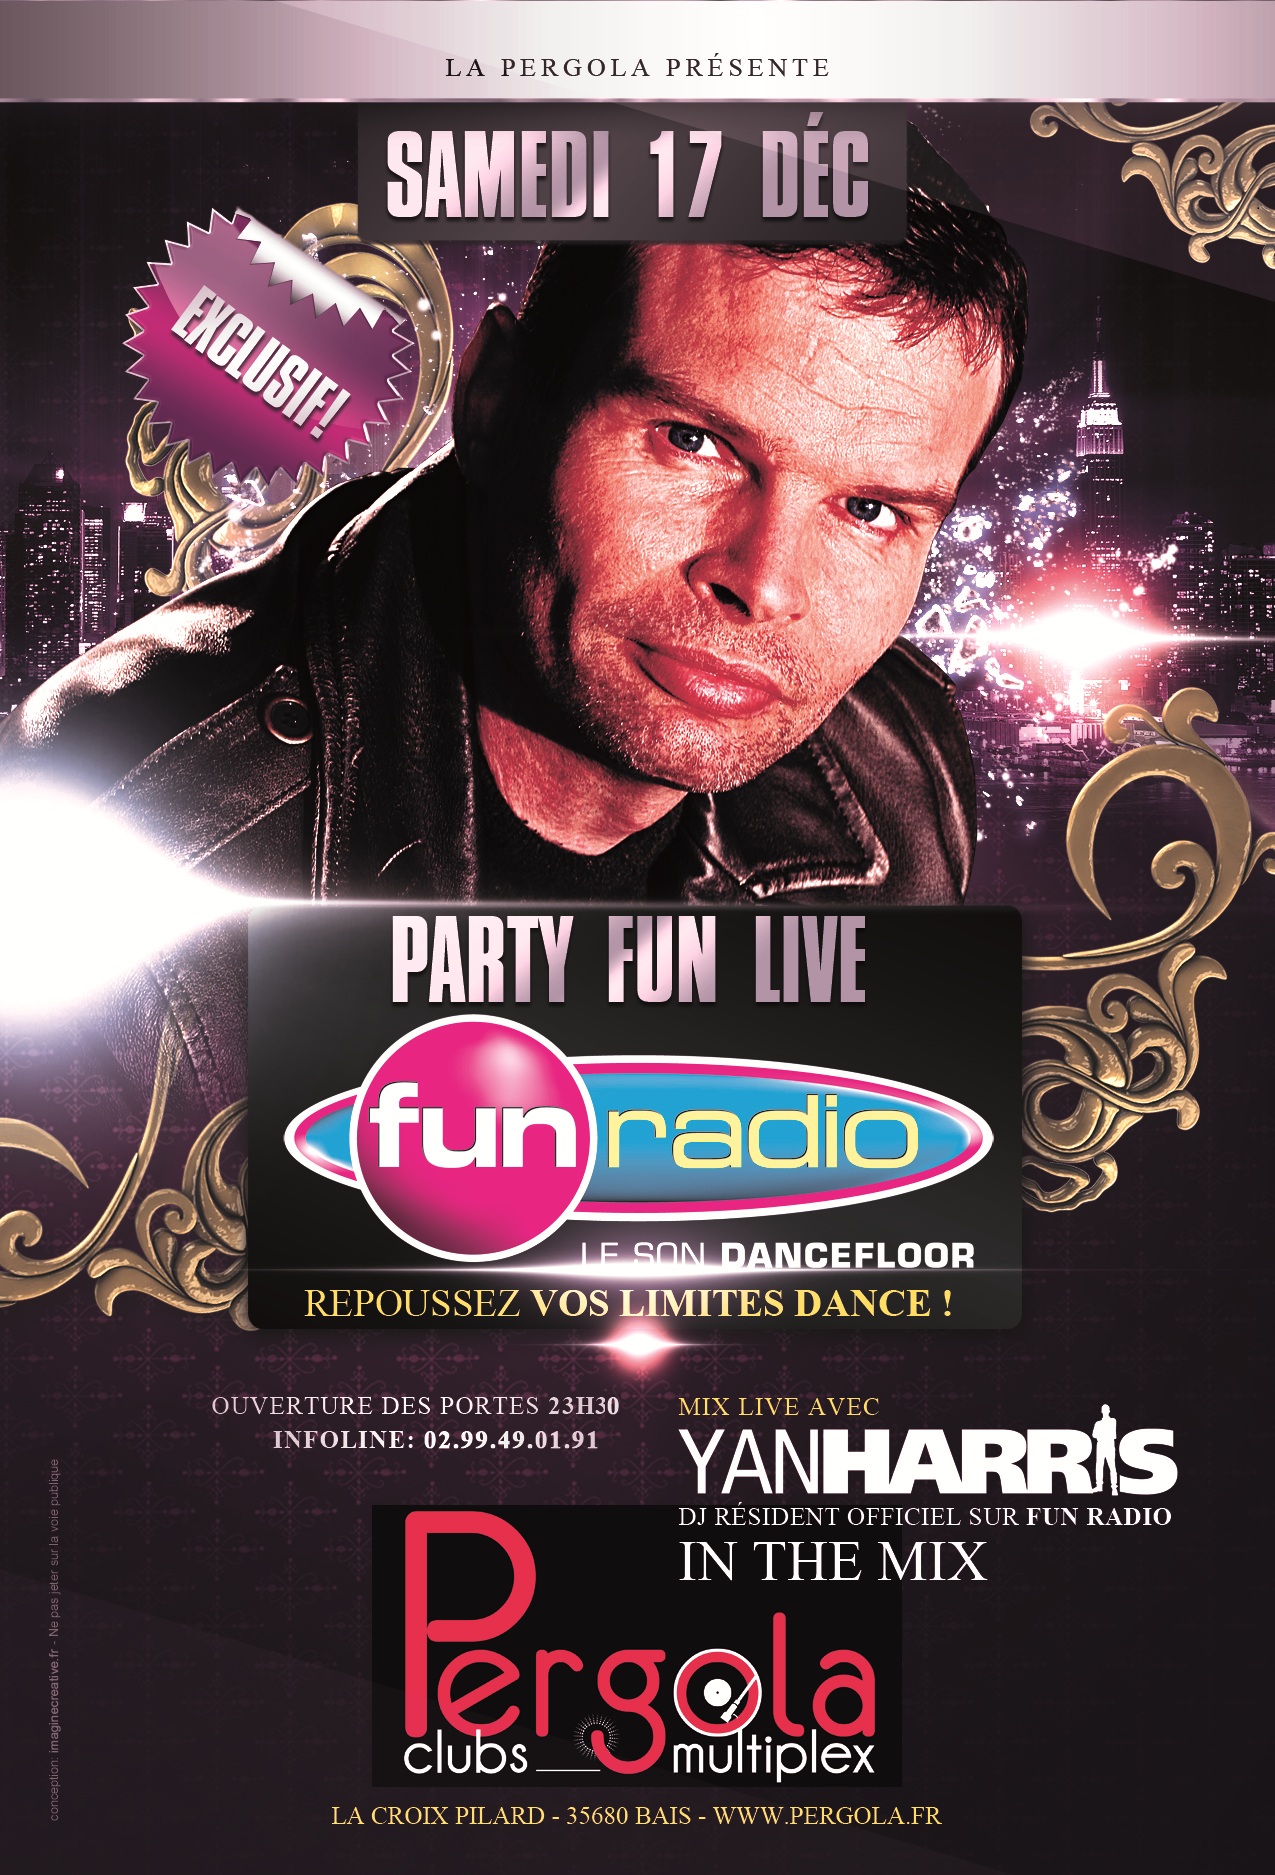 LA PERGOLA PRÉSENTE
SAMEDI 17 DÉC
EXCLUSIF!
PARTY FUN LIVE
fun radio
LE SON DANCEFLOOR
REPOUSSEZ VOS LIMITES DANCE !
OUVERTURE DES PORTES 23H30
INFOLINE: 02.99.49.01.91
MIX LIVE AVEC
YANHARRIS
DJ RÉSIDENT OFFICIEL SUR FUN RADIO
IN THE MIX
Pergola
clubs multiplex
LA CROIX PILARD - 35680 BAIS - WWW.PERGOLA.FR
conception: imaginecreative.fr - Ne pas jeter sur la voie publique